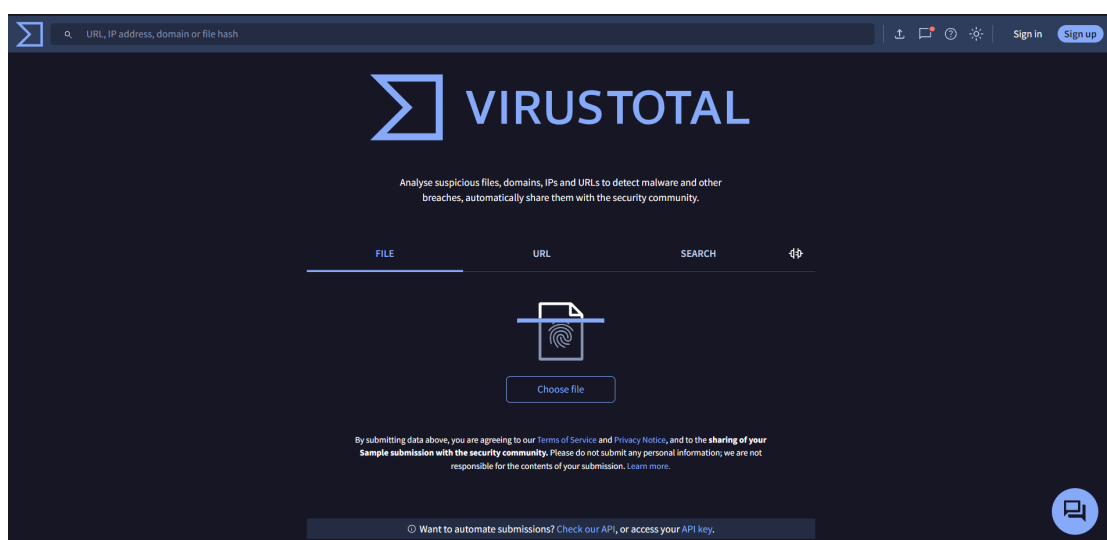 URL, IP address, domain or file hash
Sign in
Sign up
VIRUSTOTAL
Analyse suspicious files, domains, IPs and URLs to detect malware and other
breaches, automatically share them with the security community.
FILE
URL
SEARCH
Choose file
By submitting data above, you are agreeing to our Terms of Service and Privacy Notice, and to the sharing of your
Sample submission with the security community. Please do not submit any personal information; we are not
responsible for the contents of your submission. Learn more.
Want to automate submissions? Check our API, or access your API key.